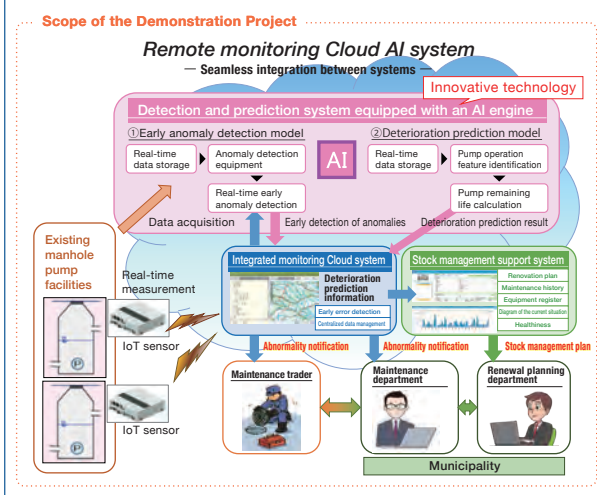 Scope of the Demonstration Project
Remote monitoring Cloud AI system
— Seamless integration between systems —
Innovative technology
Detection and prediction system equipped with an AI engine
①Early anomaly detection model
Real-time
data storage
Anomaly detection
equipment
Real-time early
anomaly detection
AI
②Deterioration prediction model
Real-time
data storage
Pump operation
feature identification
Pump remaining
life calculation
Data acquisition
Early detection of anomalies
Deterioration prediction result
Existing
manhole
pump
facilities
Real-time
measurement
IoT sensor
IoT sensor
P
P
Integrated monitoring Cloud system
Deterioration
prediction
information
Early error detection
Centralized data management
Stock management support system
Renovation plan
Maintenance history
Equipment register
Diagram of the current situation
Healthiness
Abnormality notification
Abnormality notification
Stock management plan
Maintenance trader
Maintenance
department
Renewal planning
department
Municipality